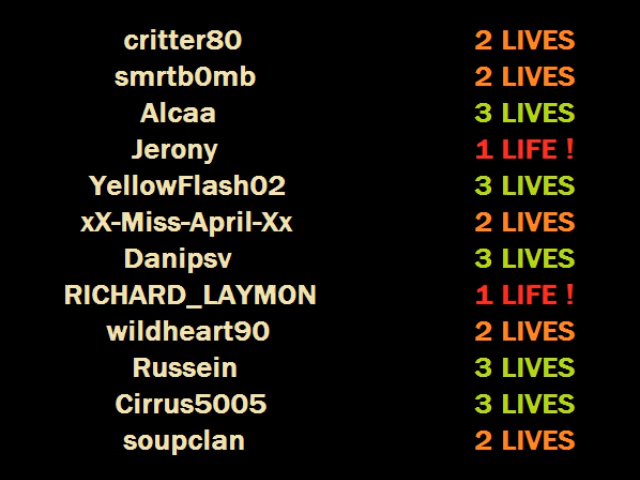 critter80 2 LIVES
smrtb0mb 2 LIVES
Alcaa 3 LIVES
Jerony 1 LIFE !
YellowFlash02 3 LIVES
xX-Miss-April-Xx 2 LIVES
Danipsv 3 LIVES
RICHARD_LAYMON 1 LIFE !
wildheart90 2 LIVES
Russein 3 LIVES
Cirrus5005 3 LIVES
soupclan 2 LIVES